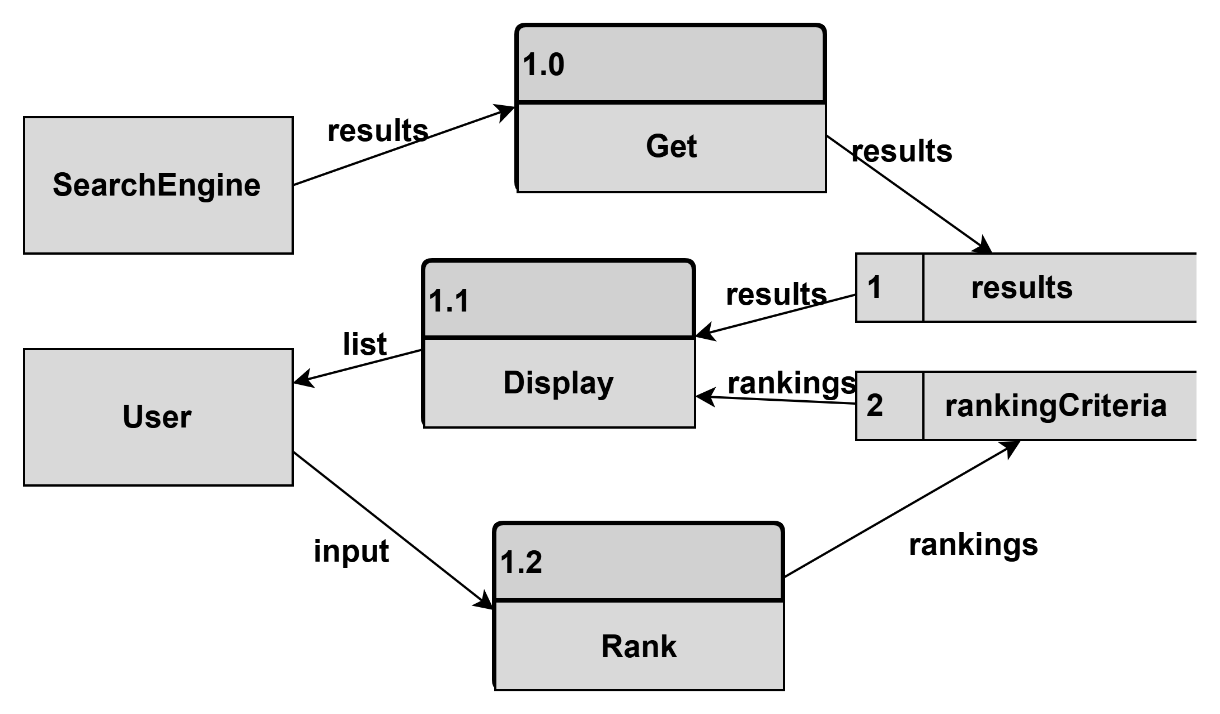 1.0
results
Get
results
SearchEngine
1.1
results
1
results
list
Display
rankings
2
rankingCriteria
User
input
1.2
rankings
Rank